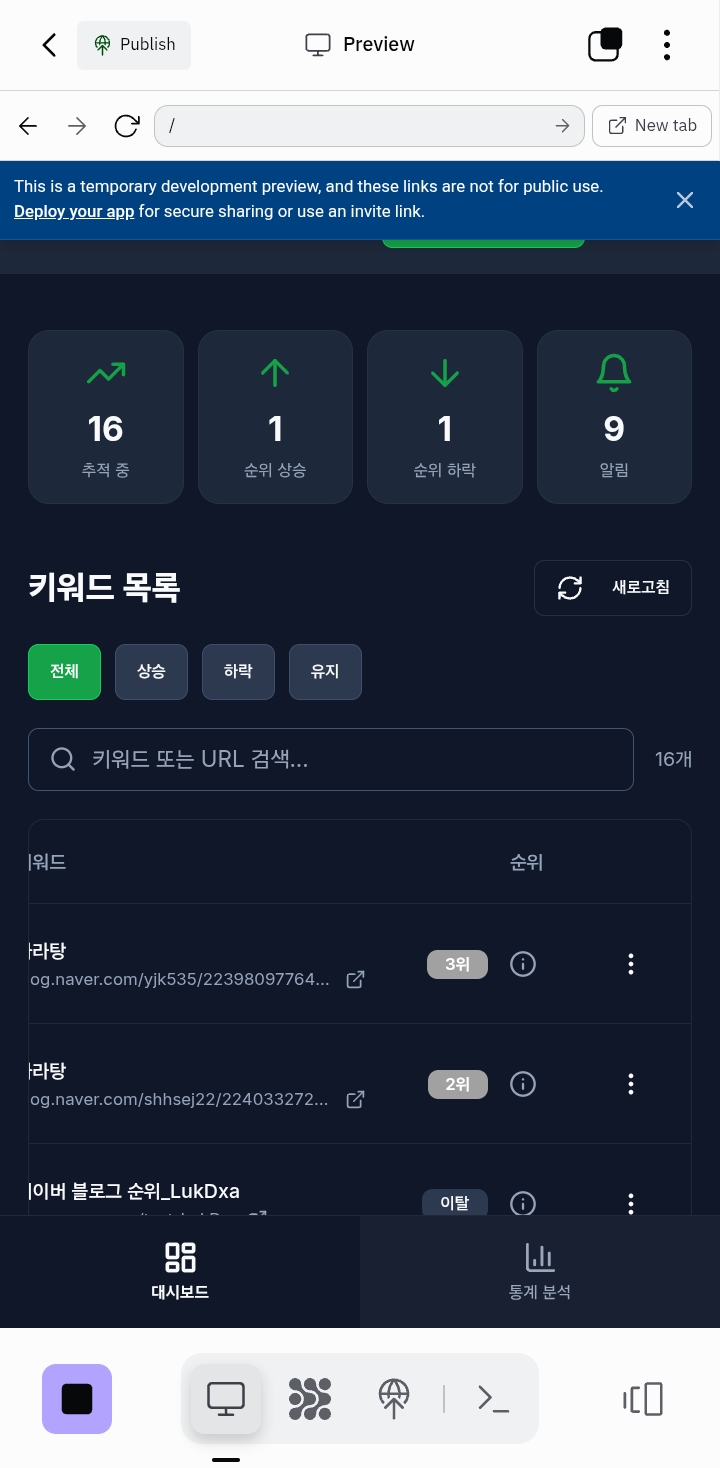 Publish
Preview
/
New tab
This is a temporary development preview, and these links are not for public use.
Deploy your app for secure sharing or use an invite link.
16
1
1
9
추적 중
순위 상승
순위 하락
알림
키워드 목록
새로고침
전체
상승
하락
유지
키워드 또는 URL 검색...
16개
워드
순위
라탕
og.naver.com/yjk535/22398097764...
3위
라탕
og.naver.com/shhsej22/224033272...
2위
이버 블로그 순위_LukDxa
이탈
대시보드
통계 분석